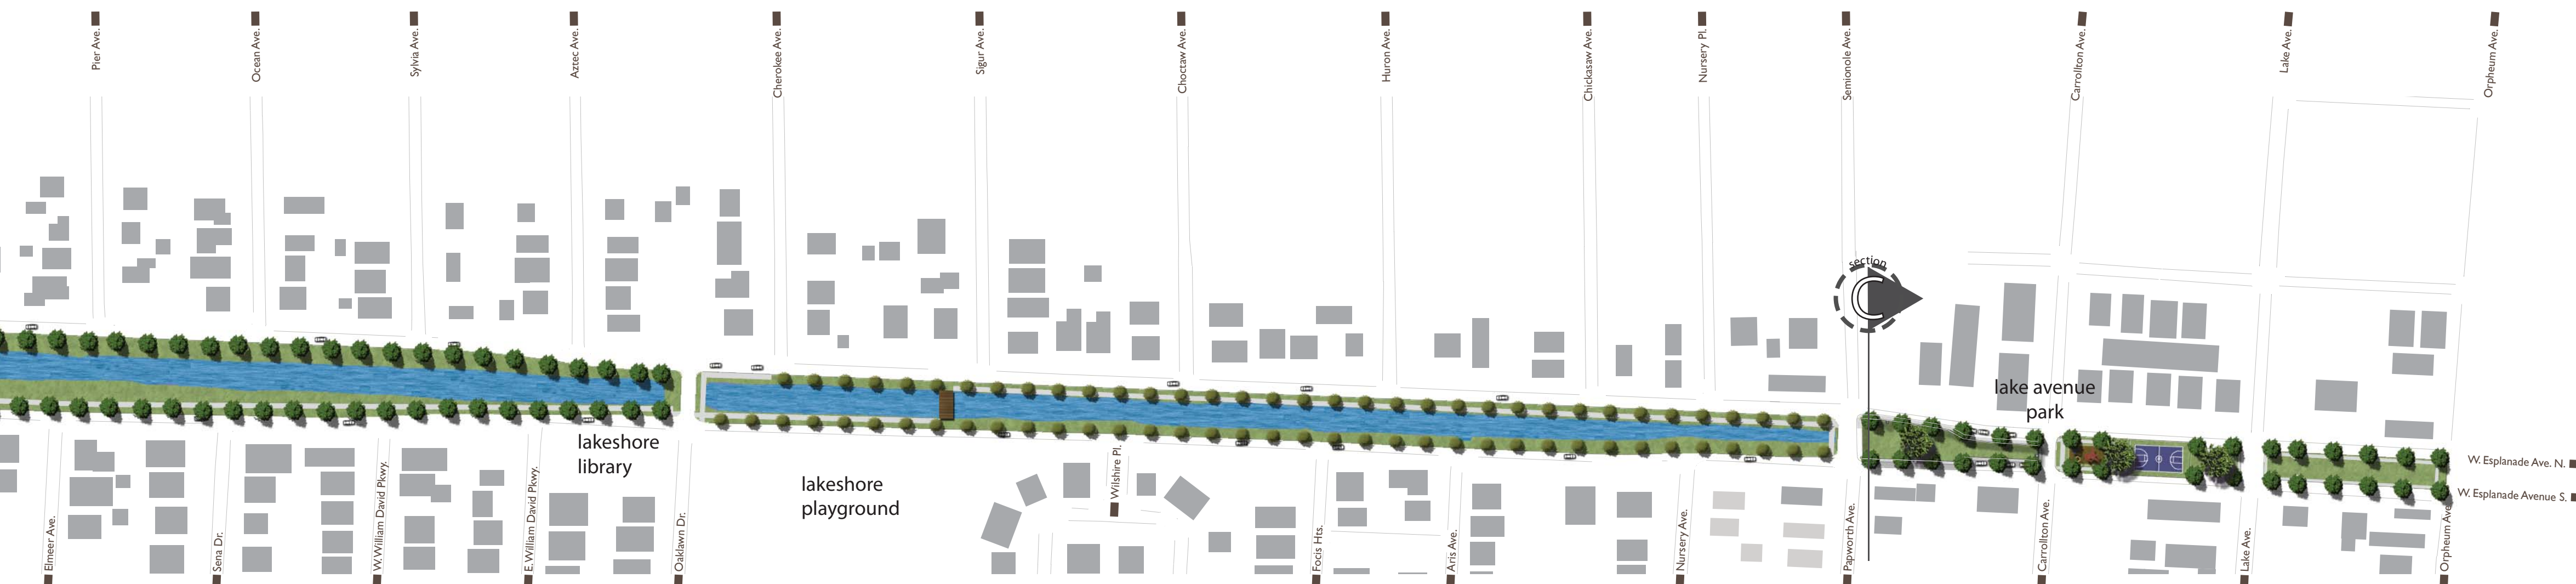 Pier Ave.
Ocean Ave.
Sylvia Ave.
Aztec Ave.
Cherokee Ave.
Sigur Ave.
Choctaw Ave.
Huron Ave.
Chickasaw Ave.
Nursery Pl.
Semionole Ave.
Carrollton Ave.
Lake Ave.
Orpheum Ave.
section
C
lake avenue
park
lakeshore
library
lakeshore
playground
W. Esplanade Ave. N.
W. Esplanade Avenue S.
Elmeer Ave.
Sena Dr.
W. William David Pkwy.
E. William David Pkwy.
Oaklawn Dr.
Wilshire Pl.
Focis Hts.
Aris Ave.
Nursery Ave.
Papworth Ave.
Carrollton Ave.
Lake Ave.
Orpheum Ave.